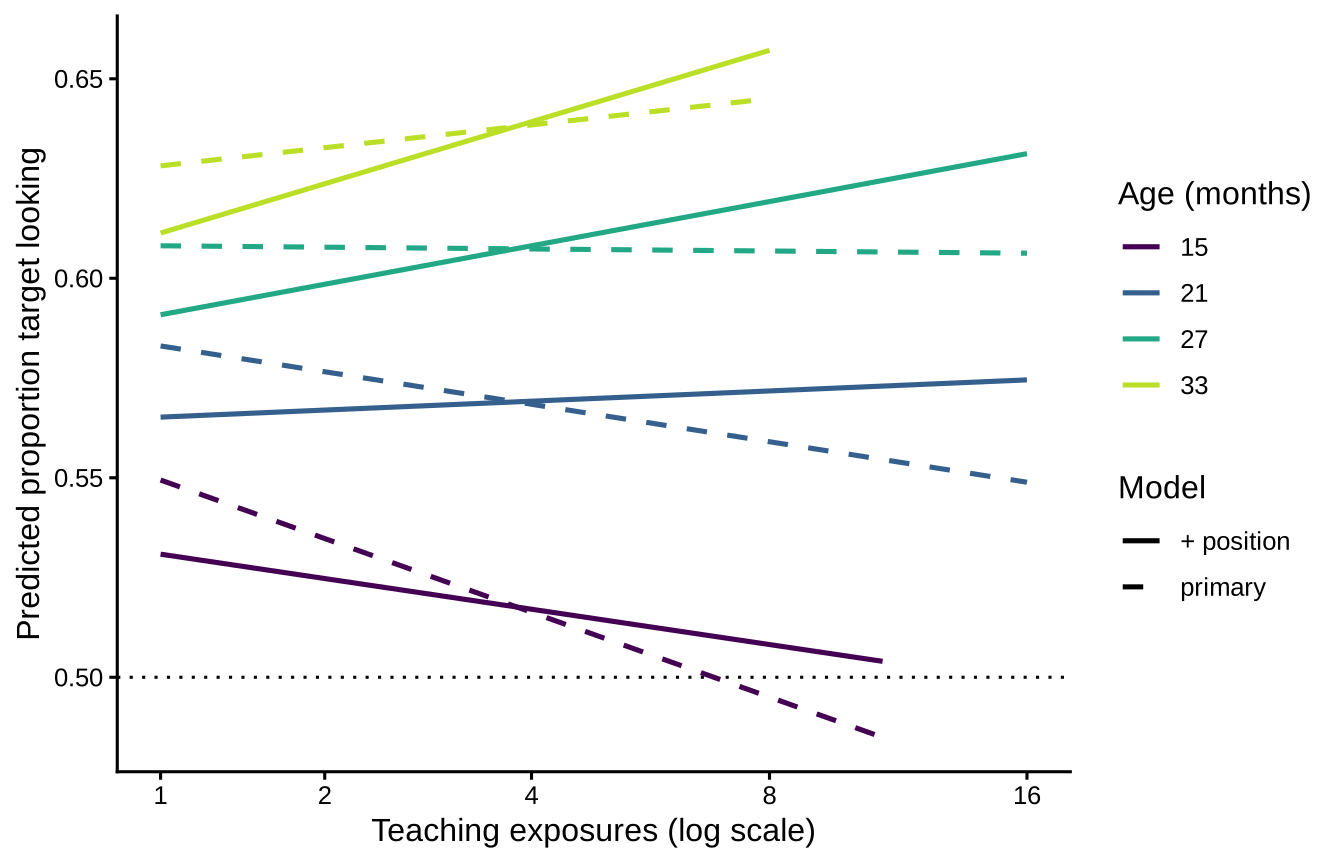 Predicted proportion target looking
0.65
0.60
0.55
0.50
1 2 4 8 16
Teaching exposures (log scale)
Age (months)
15
21
27
33
Model
+ position
primary